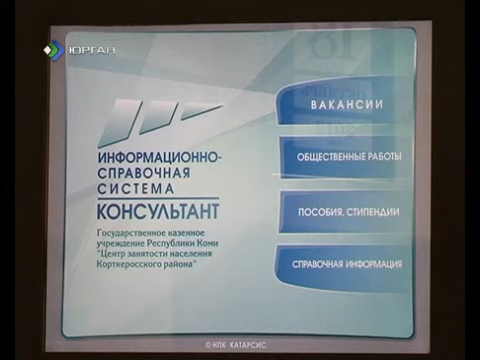 ЮРГАН
ИНФОРМАЦИОННО-
СПРАВОЧНАЯ
СИСТЕМА
КОНСУЛЬТАНТ
Государственное казенное
учреждение Республики Коми
"Центр занятости населения
Корткеросского района"
ВАКАНСИИ
ОБЩЕСТВЕННЫЕ РАБОТЫ
ПОСОБИЯ, СТИПЕНДИИ
СПРАВОЧНАЯ ИНФОРМАЦИЯ
© НПК КАТАРСИС